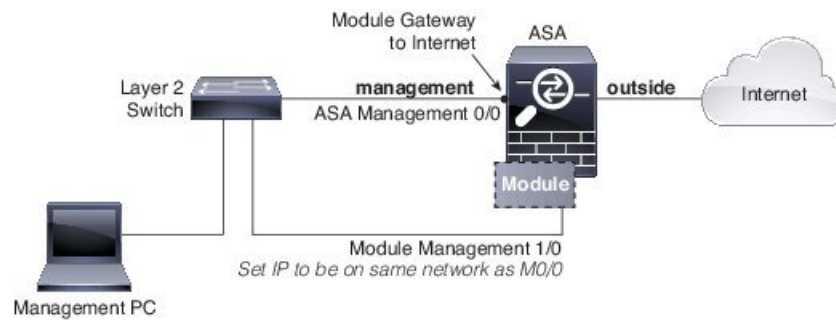 Module Gateway
to Internet
ASA
Layer 2
Switch
management
ASA Management 0/0
outside
Internet
Module
Module Management 1/0
Set IP to be on same network as M0/0
Management PC